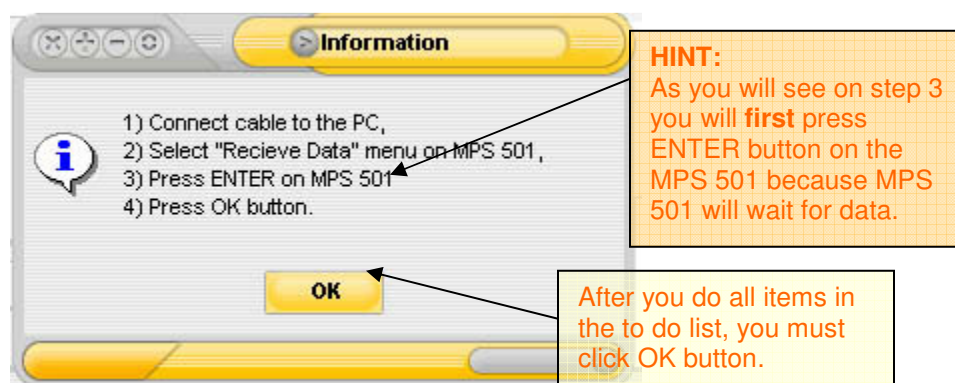 Information
1) Connect cable to the PC,
2) Select "Recieve Data" menu on MPS 501,
3) Press ENTER on MPS 501
4) Press OK button.
OK
HINT:
As you will see on step 3
you will first press
ENTER button on the
MPS 501 because MPS
501 will wait for data.
After you do all items in
the to do list, you must
click OK button.